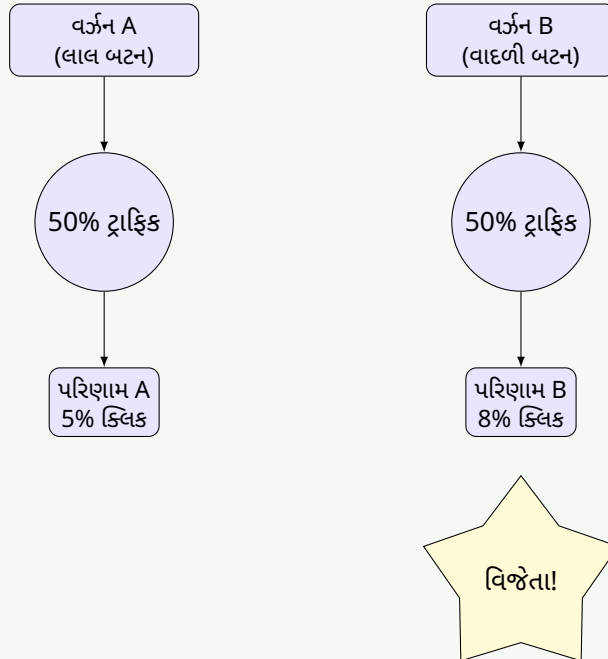 વર્ઝન A
(લાલ બટન)
વર્ઝન B
(વાદળી બટન)
50% ટ્રાફિક
50% ટ્રાફિક
પરિણામ A
5% ક્લિક
પરિણામ B
8% ક્લિક
વિજેતા!